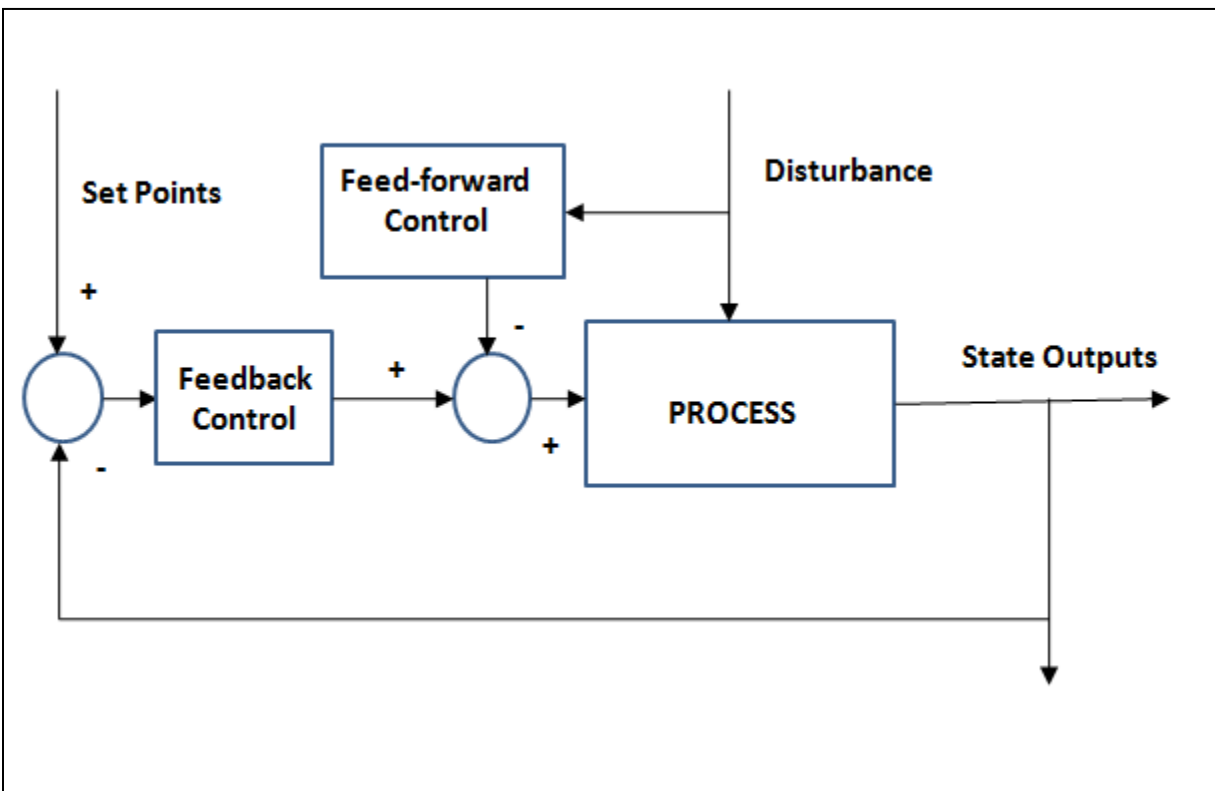 Set Points
Feed-forward
Control
Disturbance
+
-
Feedback
Control
+
+
PROCESS
State Outputs
-